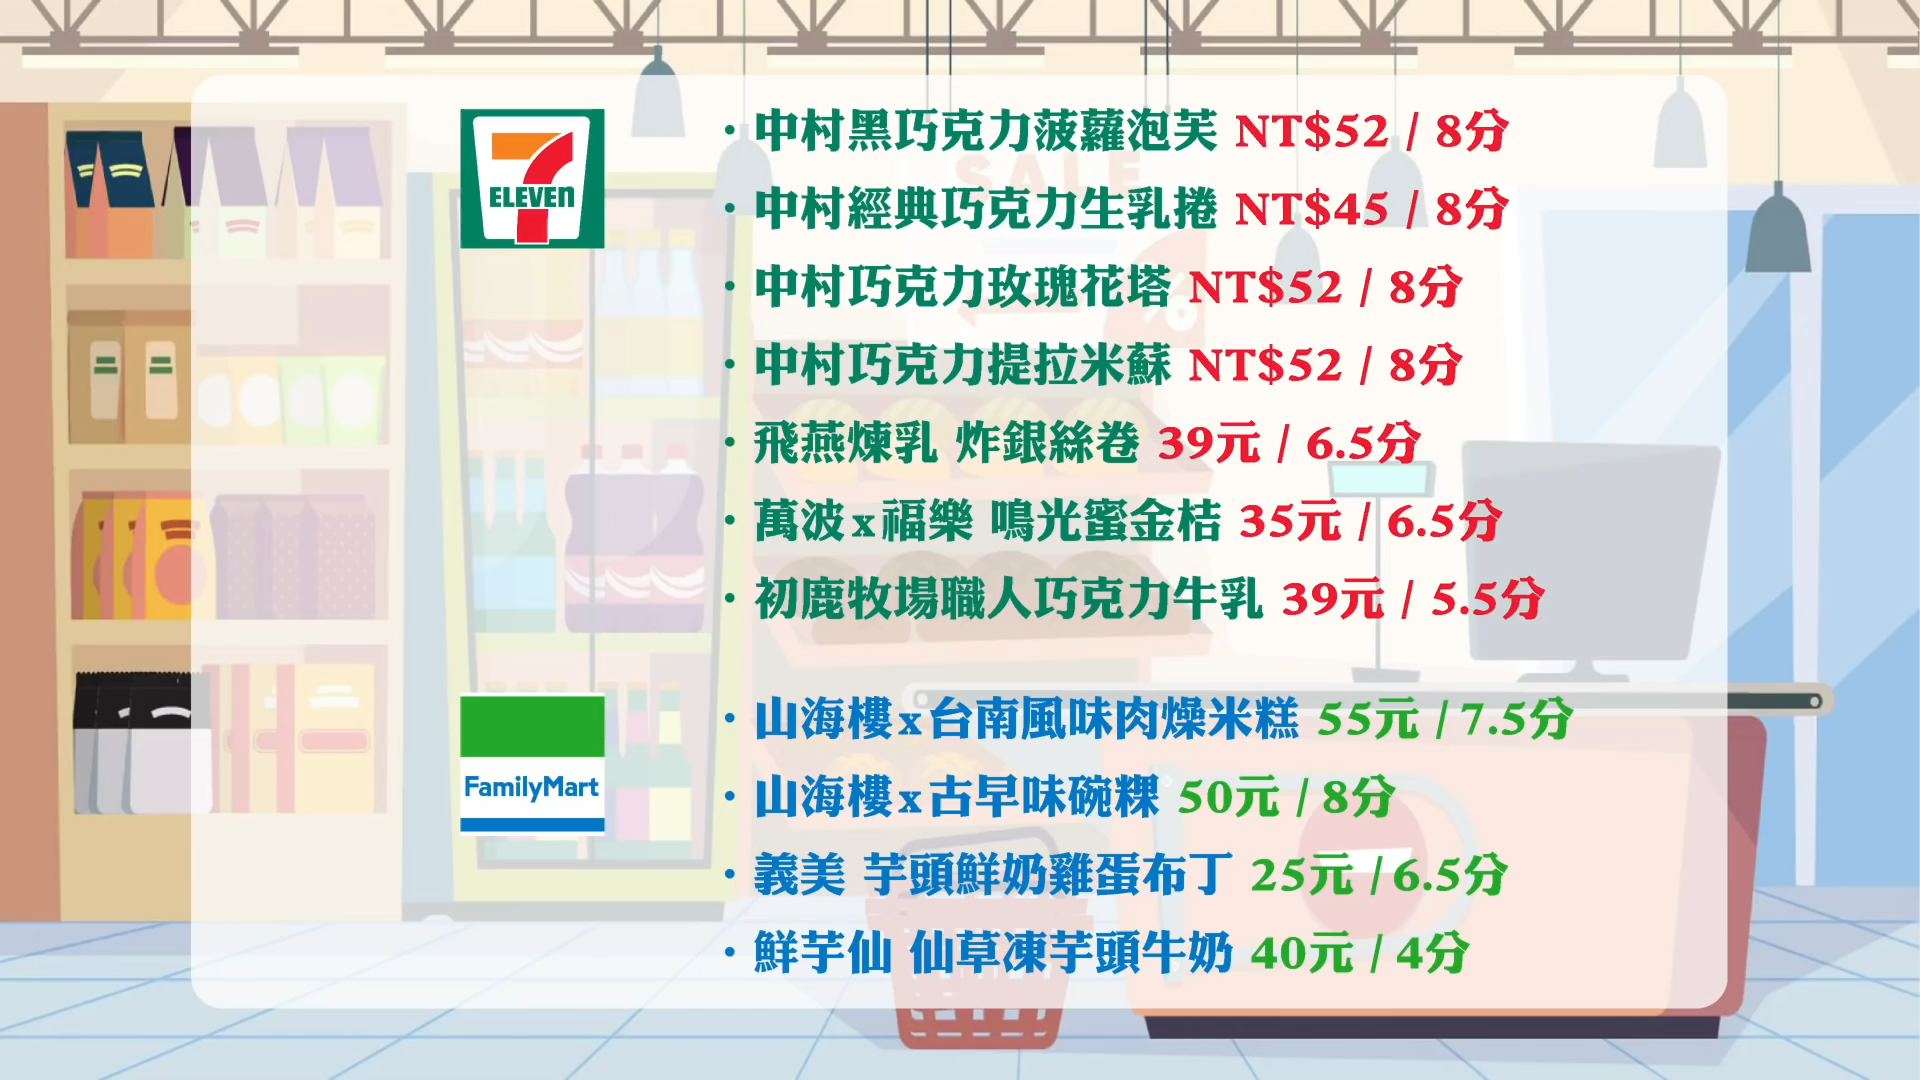 7
ELEVEN
· 中村黑巧克力菠蘿泡芙 NT$52 / 8分
· 中村經典巧克力生乳捲 NT$45 / 8分
· 中村巧克力玫瑰花塔 NT$52 / 8分
· 中村巧克力提拉米蘇 NT$52 / 8分
· 飛燕煉乳 炸銀絲卷 39元 / 6.5分
· 萬波x福樂 鳴光蜜金桔 35元 / 6.5分
· 初鹿牧場職人巧克力牛乳 39元 / 5.5分
FamilyMart
· 山海樓x台南風味肉燥米糕 55元 / 7.5分
· 山海樓x古早味碗粿 50元 / 8分
· 義美 芋頭鮮奶雞蛋布丁 25元 / 6.5分
· 鮮芋仙 仙草凍芋頭牛奶 40元 / 4分
SALE
%